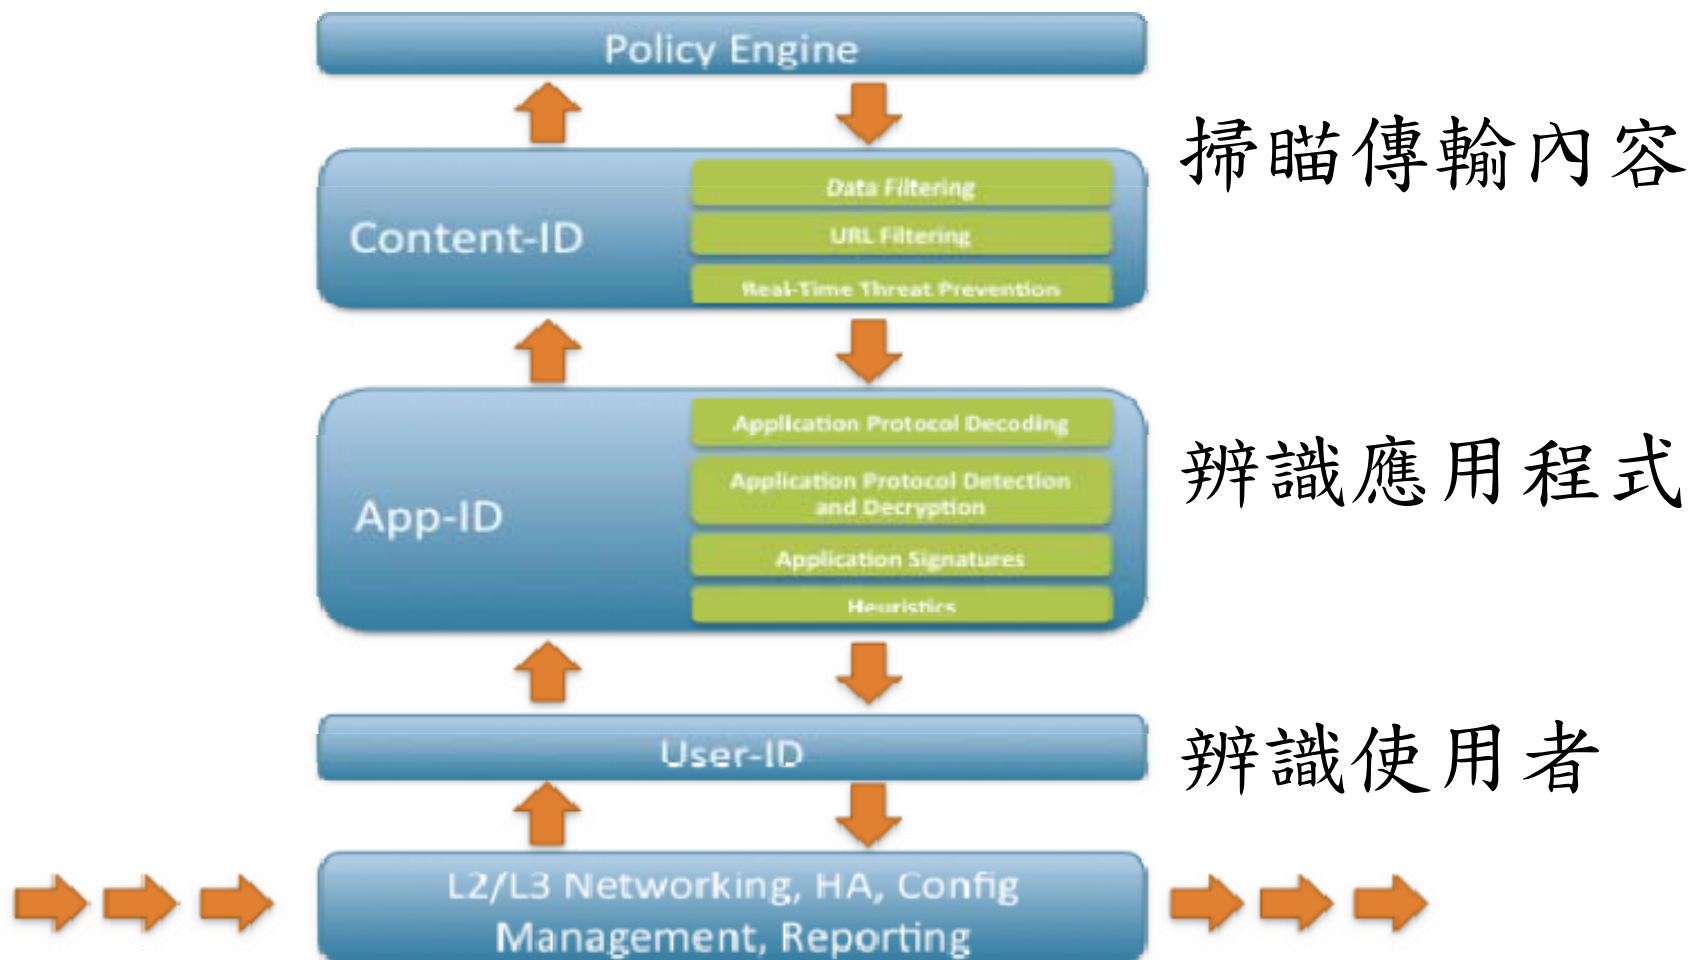 Policy Engine
掃瞄傳輸內容
Content-ID
Data Filtering
URL Filtering
Real-Time Threat Prevention
App-ID
Application Protocol Decoding
Application Protocol Detection
and Decryption
Application Signatures
Heuristics
辨識應用程式
User-ID
辨識使用者
L2/L3 Networking, HA, Config
Management, Reporting